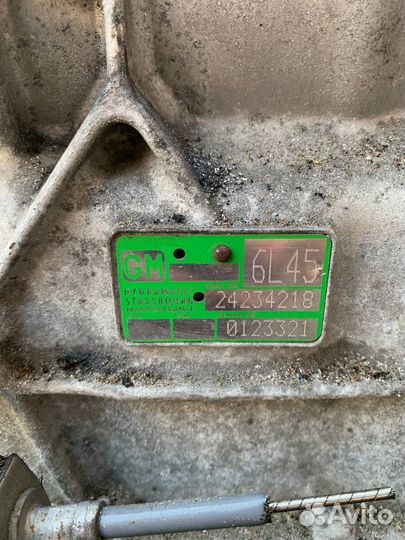 GM 6L45
HYDRAMATIC 24234218
STRASBOURG
MADE IN FRANCE
0123321
Avito